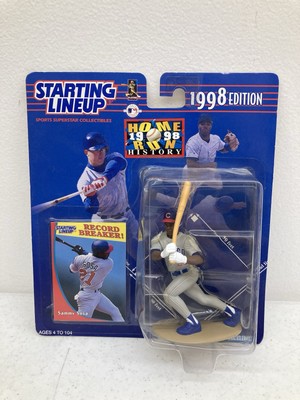 STARTING
LINEUP
SPORTS SUPERSTAR COLLECTIBLES
1998 EDITION
HOME
1998
RUN
HISTORY
STARTING
LINEUP
RECORD
BREAKER!
21
Sammy Sosa
AGES 4 TO 104